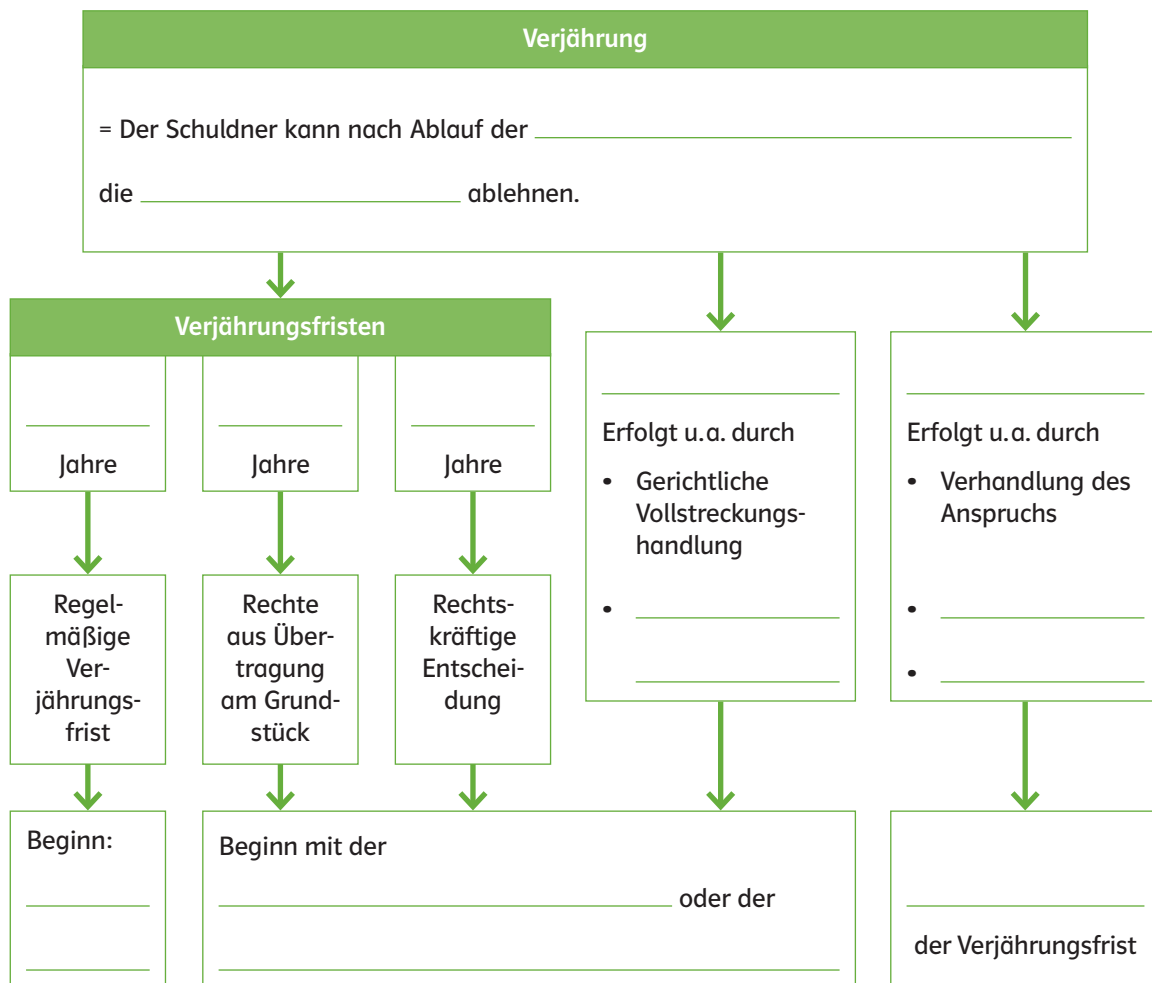 Verjährung
= Der Schuldner kann nach Ablauf der
die ablehnen.
Verjährungsfristen
Jahre
Jahre
Jahre
Regel-
mäßige
Ver-
jährungs-
frist
Rechte
aus Über-
tragung
am Grund-
stück
Rechts-
kräftige
Entschei-
dung
Erfolgt u.a. durch
• Gerichtliche
Vollstreckungs-
handlung
•
Erfolgt u.a. durch
• Verhandlung des
Anspruchs
•
•
Beginn:
Beginn mit der
oder der
der Verjährungsfrist